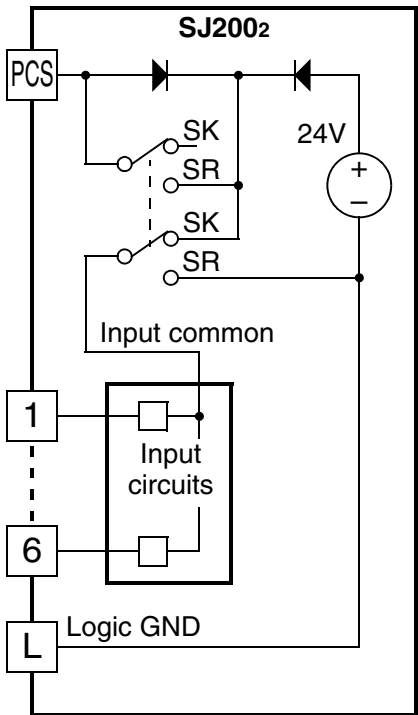 SJ2002
PCS
SK
24V
SR
+
–
SK
SR
Input common
1
Input
circuits
6
Logic GND
L